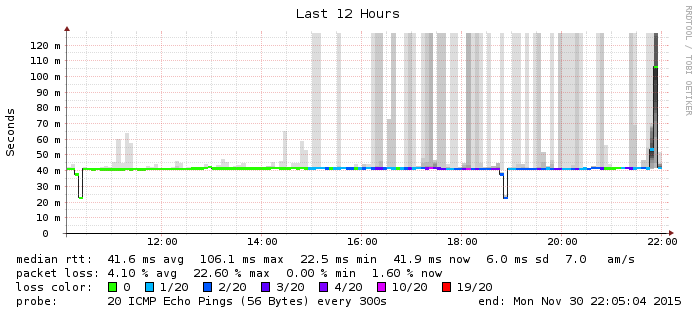 Last 12 Hours
RRDTOOL / TOBI OETIKER
Seconds
120 m
110 m
100 m
90 m
80 m
70 m
60 m
50 m
40 m
30 m
20 m
10 m
0
12:00 14:00 16:00 18:00 20:00 22:00
median rtt: 41.6 ms avg 106.1 ms max 22.5 ms min 41.9 ms now 6.0 ms sd 7.0 am/s
packet loss: 4.10 % avg 22.60 % max 0.00 % min 1.60 % now
loss color: 0 1/20 2/20 3/20 4/20 10/20 19/20
probe: 20 ICMP Echo Pings (56 Bytes) every 300s end: Mon Nov 30 22:05:04 2015